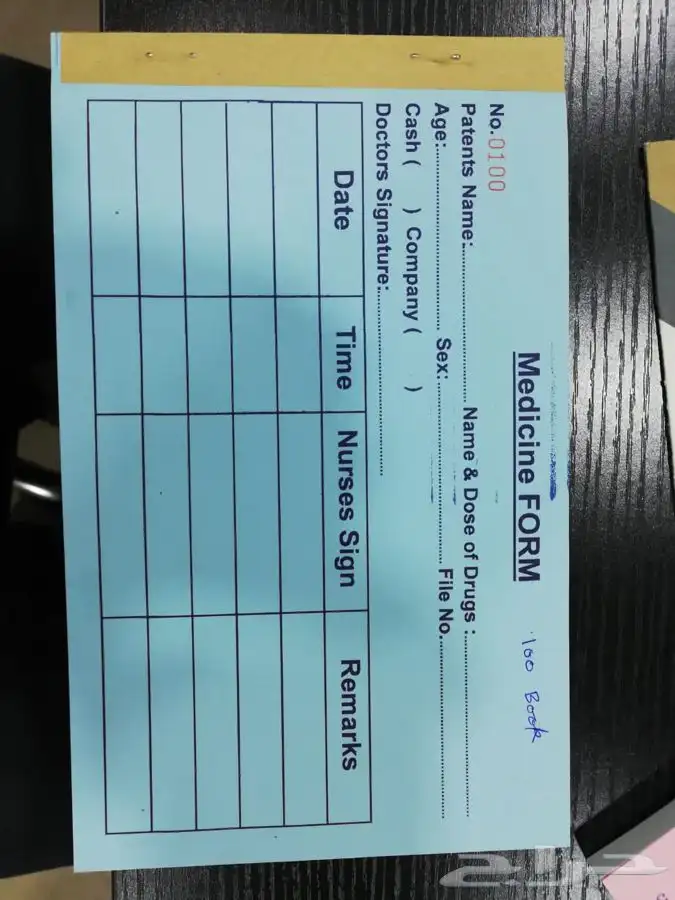 100 Book
Medicine FORM
No. 0100
Patents Name:................................ Name & Dose of Drugs :................................
Age:................................ Sex:................................ File No.................................
Cash ( ) Company ( )
Doctors Signature:................................
Date Time Nurses Sign Remarks
حراج